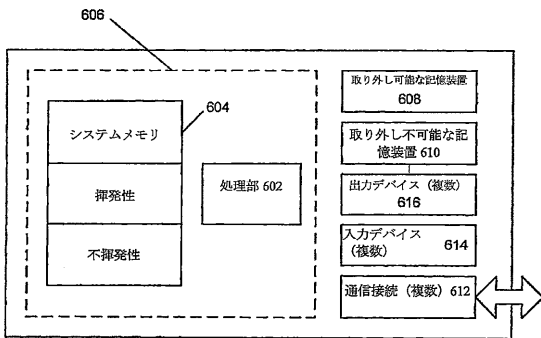 606
604
システムメモリ
揮発性
不揮発性
処理部 602
取り外し可能な記憶装置
608
取り外し不可能な記
憶装置 610
出力デバイス（複数）
616
入力デバイス 614
（複数）
通信接続（複数）612